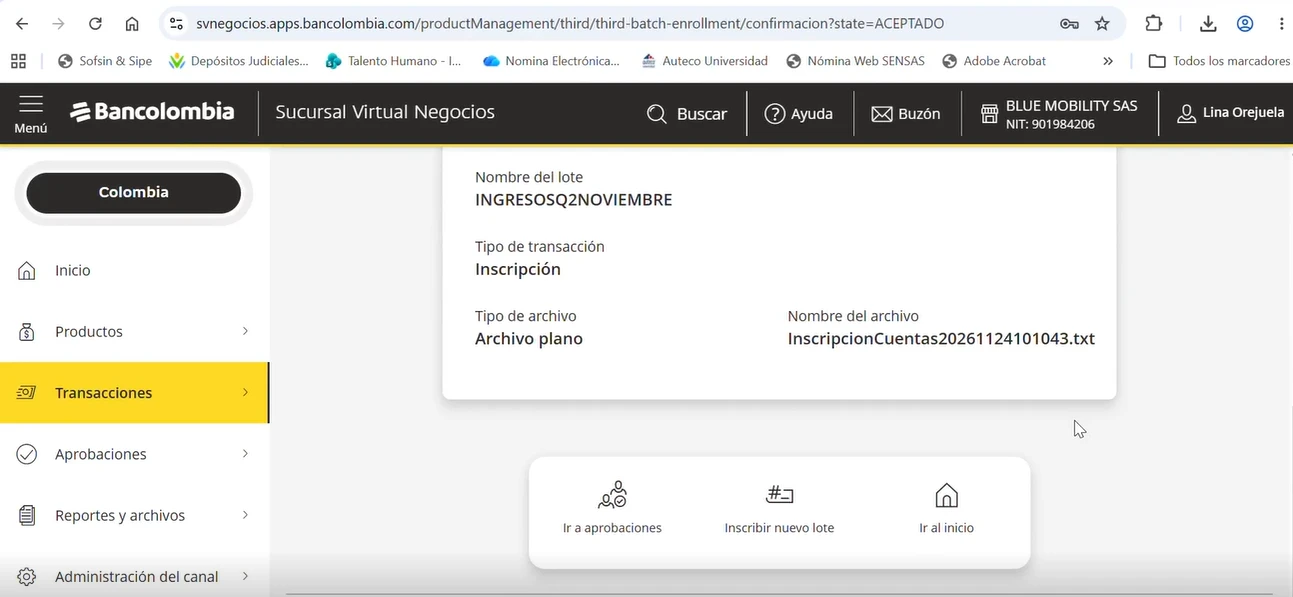 svnegocios.apps.bancolombia.com/productManagement/third/third-batch-enrollment/confirmacion?state=ACEPTADO
Sofsin & Sipe
Depósitos Judiciales...
Talento Humano - I...
Nomina Electrónica...
Auteco Universidad
Nómina Web SENSAS
Adobe Acrobat
»
Todos los marcadores
Menú
Bancolombia
Sucursal Virtual Negocios
Buscar
Ayuda
Buzón
BLUE MOBILITY SAS
NIT: 901984206
Lina Orejuela
Colombia
Inicio
Productos
Transacciones
Aprobaciones
Reportes y archivos
Administración del canal
Nombre del lote
INGRESOSQ2NOVIEMBRE
Tipo de transacción
Inscripción
Tipo de archivo
Archivo plano
Nombre del archivo
InscripcionCuentas20261124101043.txt
Ir a aprobaciones
Inscribir nuevo lote
Ir al inicio